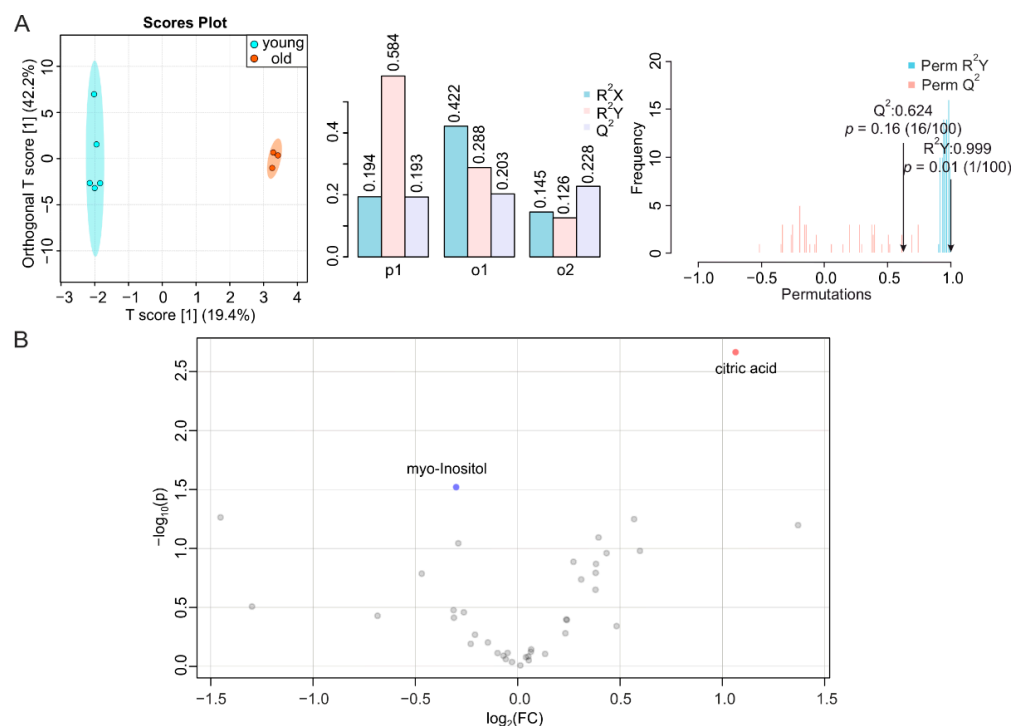 A
Scores Plot
young
old
Orthogonal T score [1] (42.2%)
10
5
0
−5
−10
−3 −2 −1 0 1 2 3 4
T score [1] (19.4%)
0.4
0.2
0.0
0.194
0.584
0.193
0.422
0.288
0.203
0.145
0.126
0.228
R²X
R²Y
Q²
p1 o1 o2
Perm R²Y
Perm Q²
Q²:0.624
p = 0.16 (16/100)
R²Y:0.999
p = 0.01 (1/100)
Frequency
20
15
10
5
0
−1.0 −0.5 0.0 0.5 1.0
Permutations
B
citric acid
myo-Inositol
−log₁₀(p)
2.5
2.0
1.5
1.0
0.5
0.0
−1.5 −1.0 −0.5 0.0 0.5 1.0 1.5
log₂(FC)